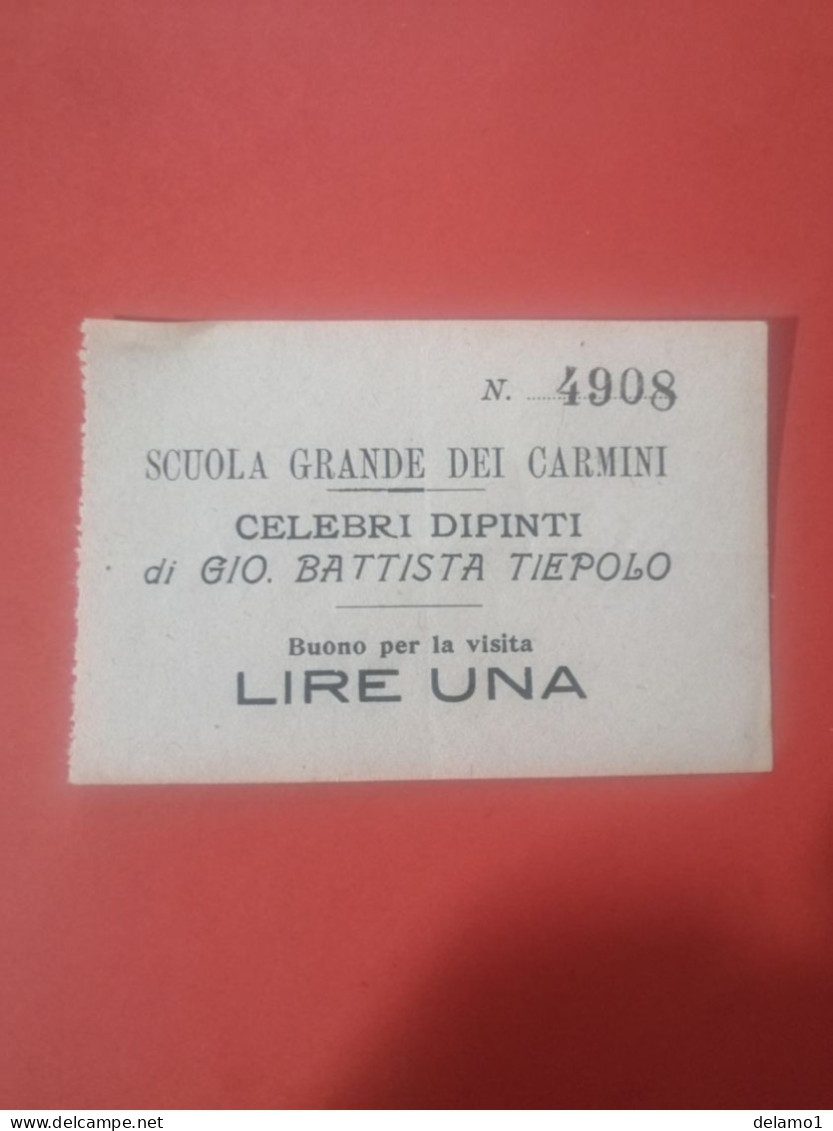 N. 4908
SCUOLA GRANDE DEI CARMINI
CELEBRI DIPINTI
di GIO. BATTISTA TIEPOLO
Buono per la visita
LIRE UNA
www.delcampe.net
delamo1